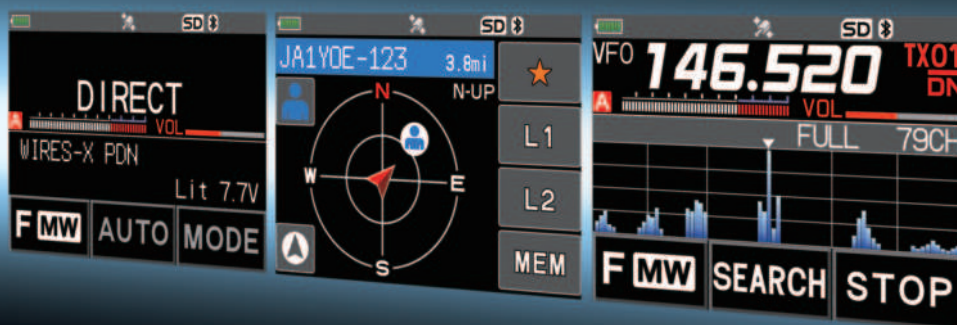 SD
DIRECT
A
VOL
WIRES-X PDN
Lit 7.7V
F MW
AUTO
MODE
SD
JA1YOE-123 3.8mi
N
N-UP
W
E
S
L1
L2
MEM
SD
VFO 146.520 TX01
DN
A
VOL
FULL 79CH
F MW
SEARCH
STOP